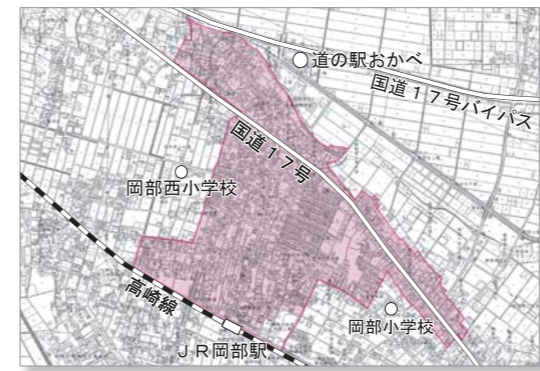 道の駅おかべ
国道１７号バイパス
国道１７号
岡部西小学校
高崎線
岡部小学校
ＪＲ岡部駅